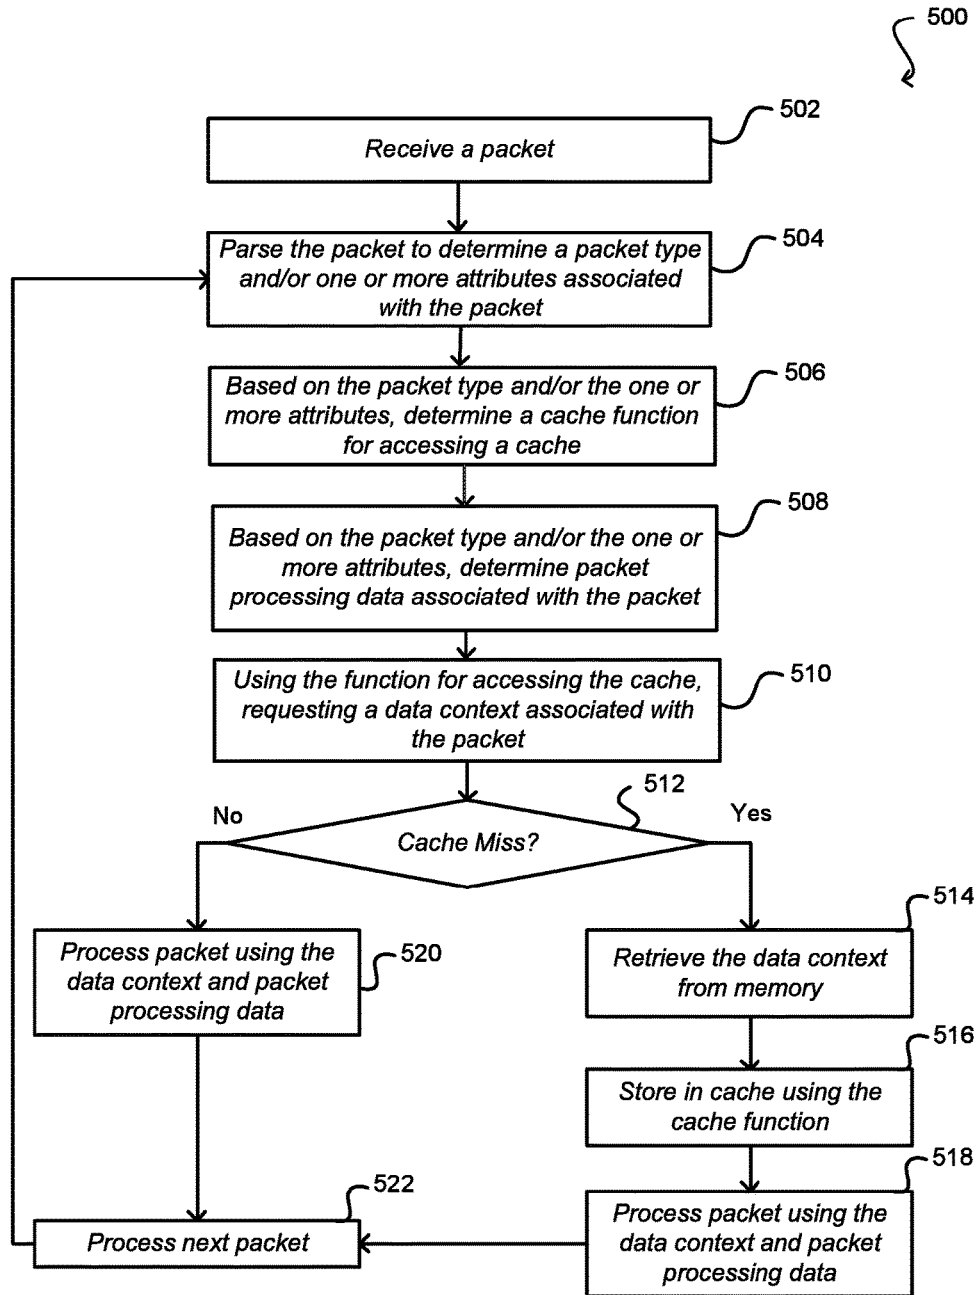 500
502
Receive a packet
504
Parse the packet to determine a packet type
and/or one or more attributes associated
with the packet
506
Based on the packet type and/or the one or
more attributes, determine a cache function
for accessing a cache
508
Based on the packet type and/or the one or
more attributes, determine packet
processing data associated with the packet
510
Using the function for accessing the cache,
requesting a data context associated with
the packet
512
No
Yes
Cache Miss?
514
Retrieve the data context
from memory
520
Process packet using the
data context and packet
processing data
516
Store in cache using the
cache function
518
Process packet using the
data context and packet
processing data
522
Process next packet